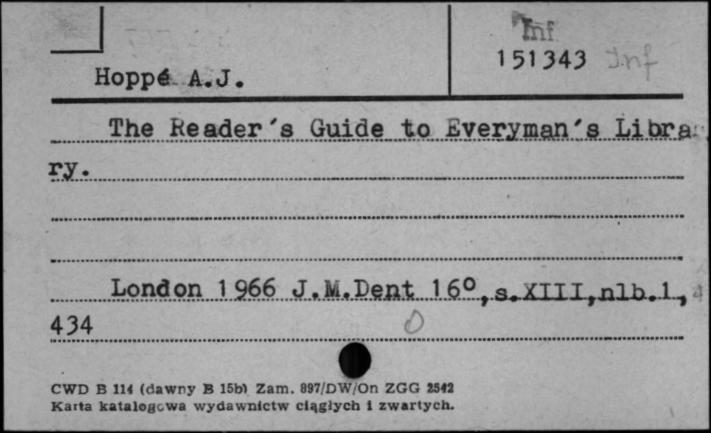 Inf
151343 Inf
Hoppé A.J.
The Reader's Guide to Everyman's Libra
ry.
London 1966 J.M.Dent 16°, s.XIII, nlb.1.,
434
CWD B 114 (dawny B 15b) Zam. 897/DW/On ZGG 2542
Karta katalogowa wydawnictw ciągłych i zwartych.